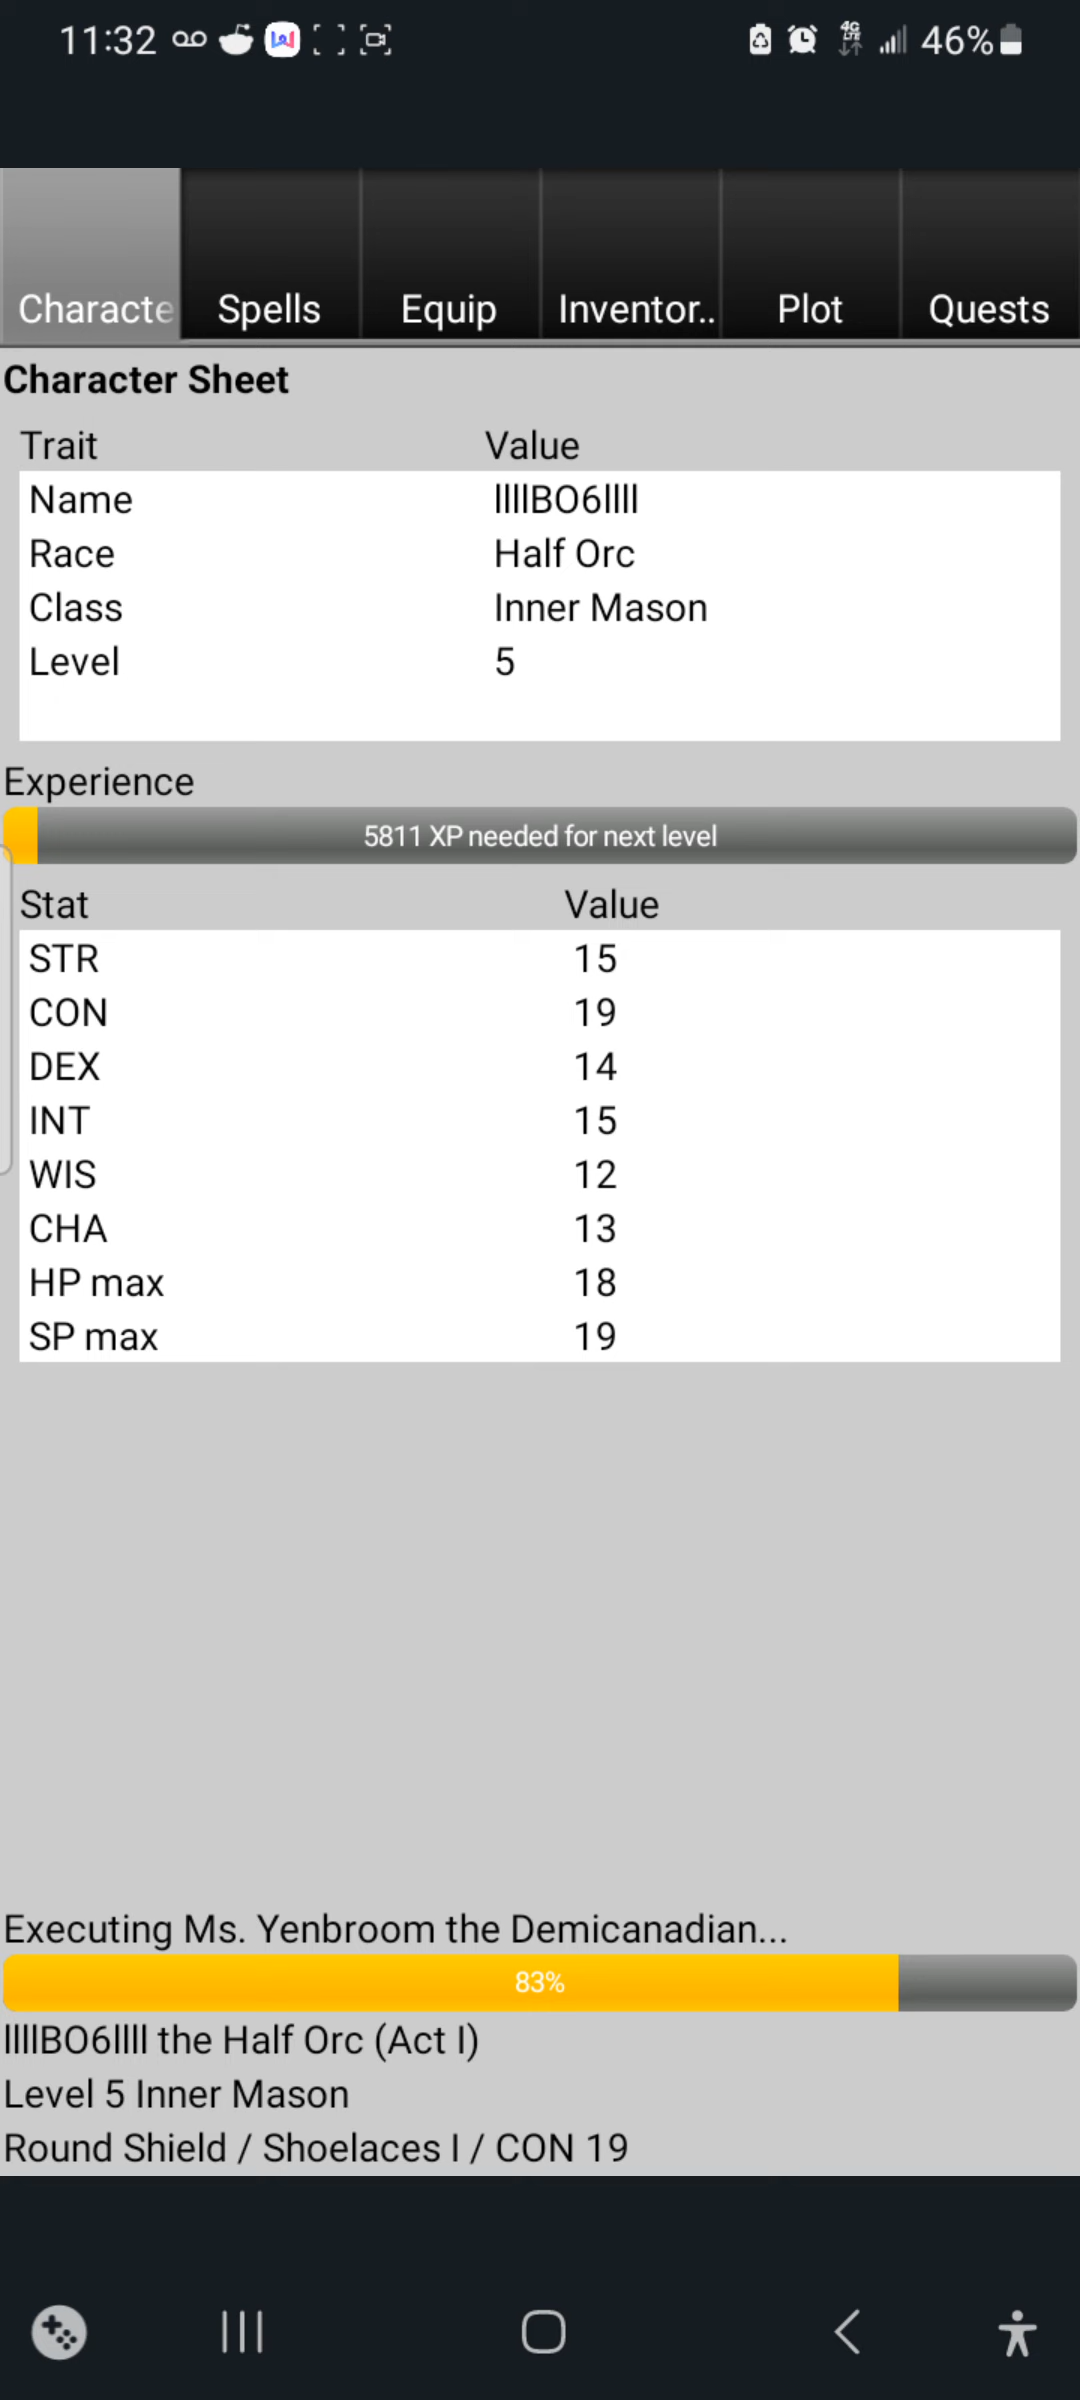 11:32 46%
Characte Spells Equip Inventor.. Plot Quests
Character Sheet
Trait Value
Name llllBO6llll
Race Half Orc
Class Inner Mason
Level 5
Experience
5811 XP needed for next level
Stat Value
STR 15
CON 19
DEX 14
INT 15
WIS 12
CHA 13
HP max 18
SP max 19
Executing Ms. Yenbroom the Demicanadian...
83%
llllBO6llll the Half Orc (Act I)
Level 5 Inner Mason
Round Shield / Shoelaces I / CON 19